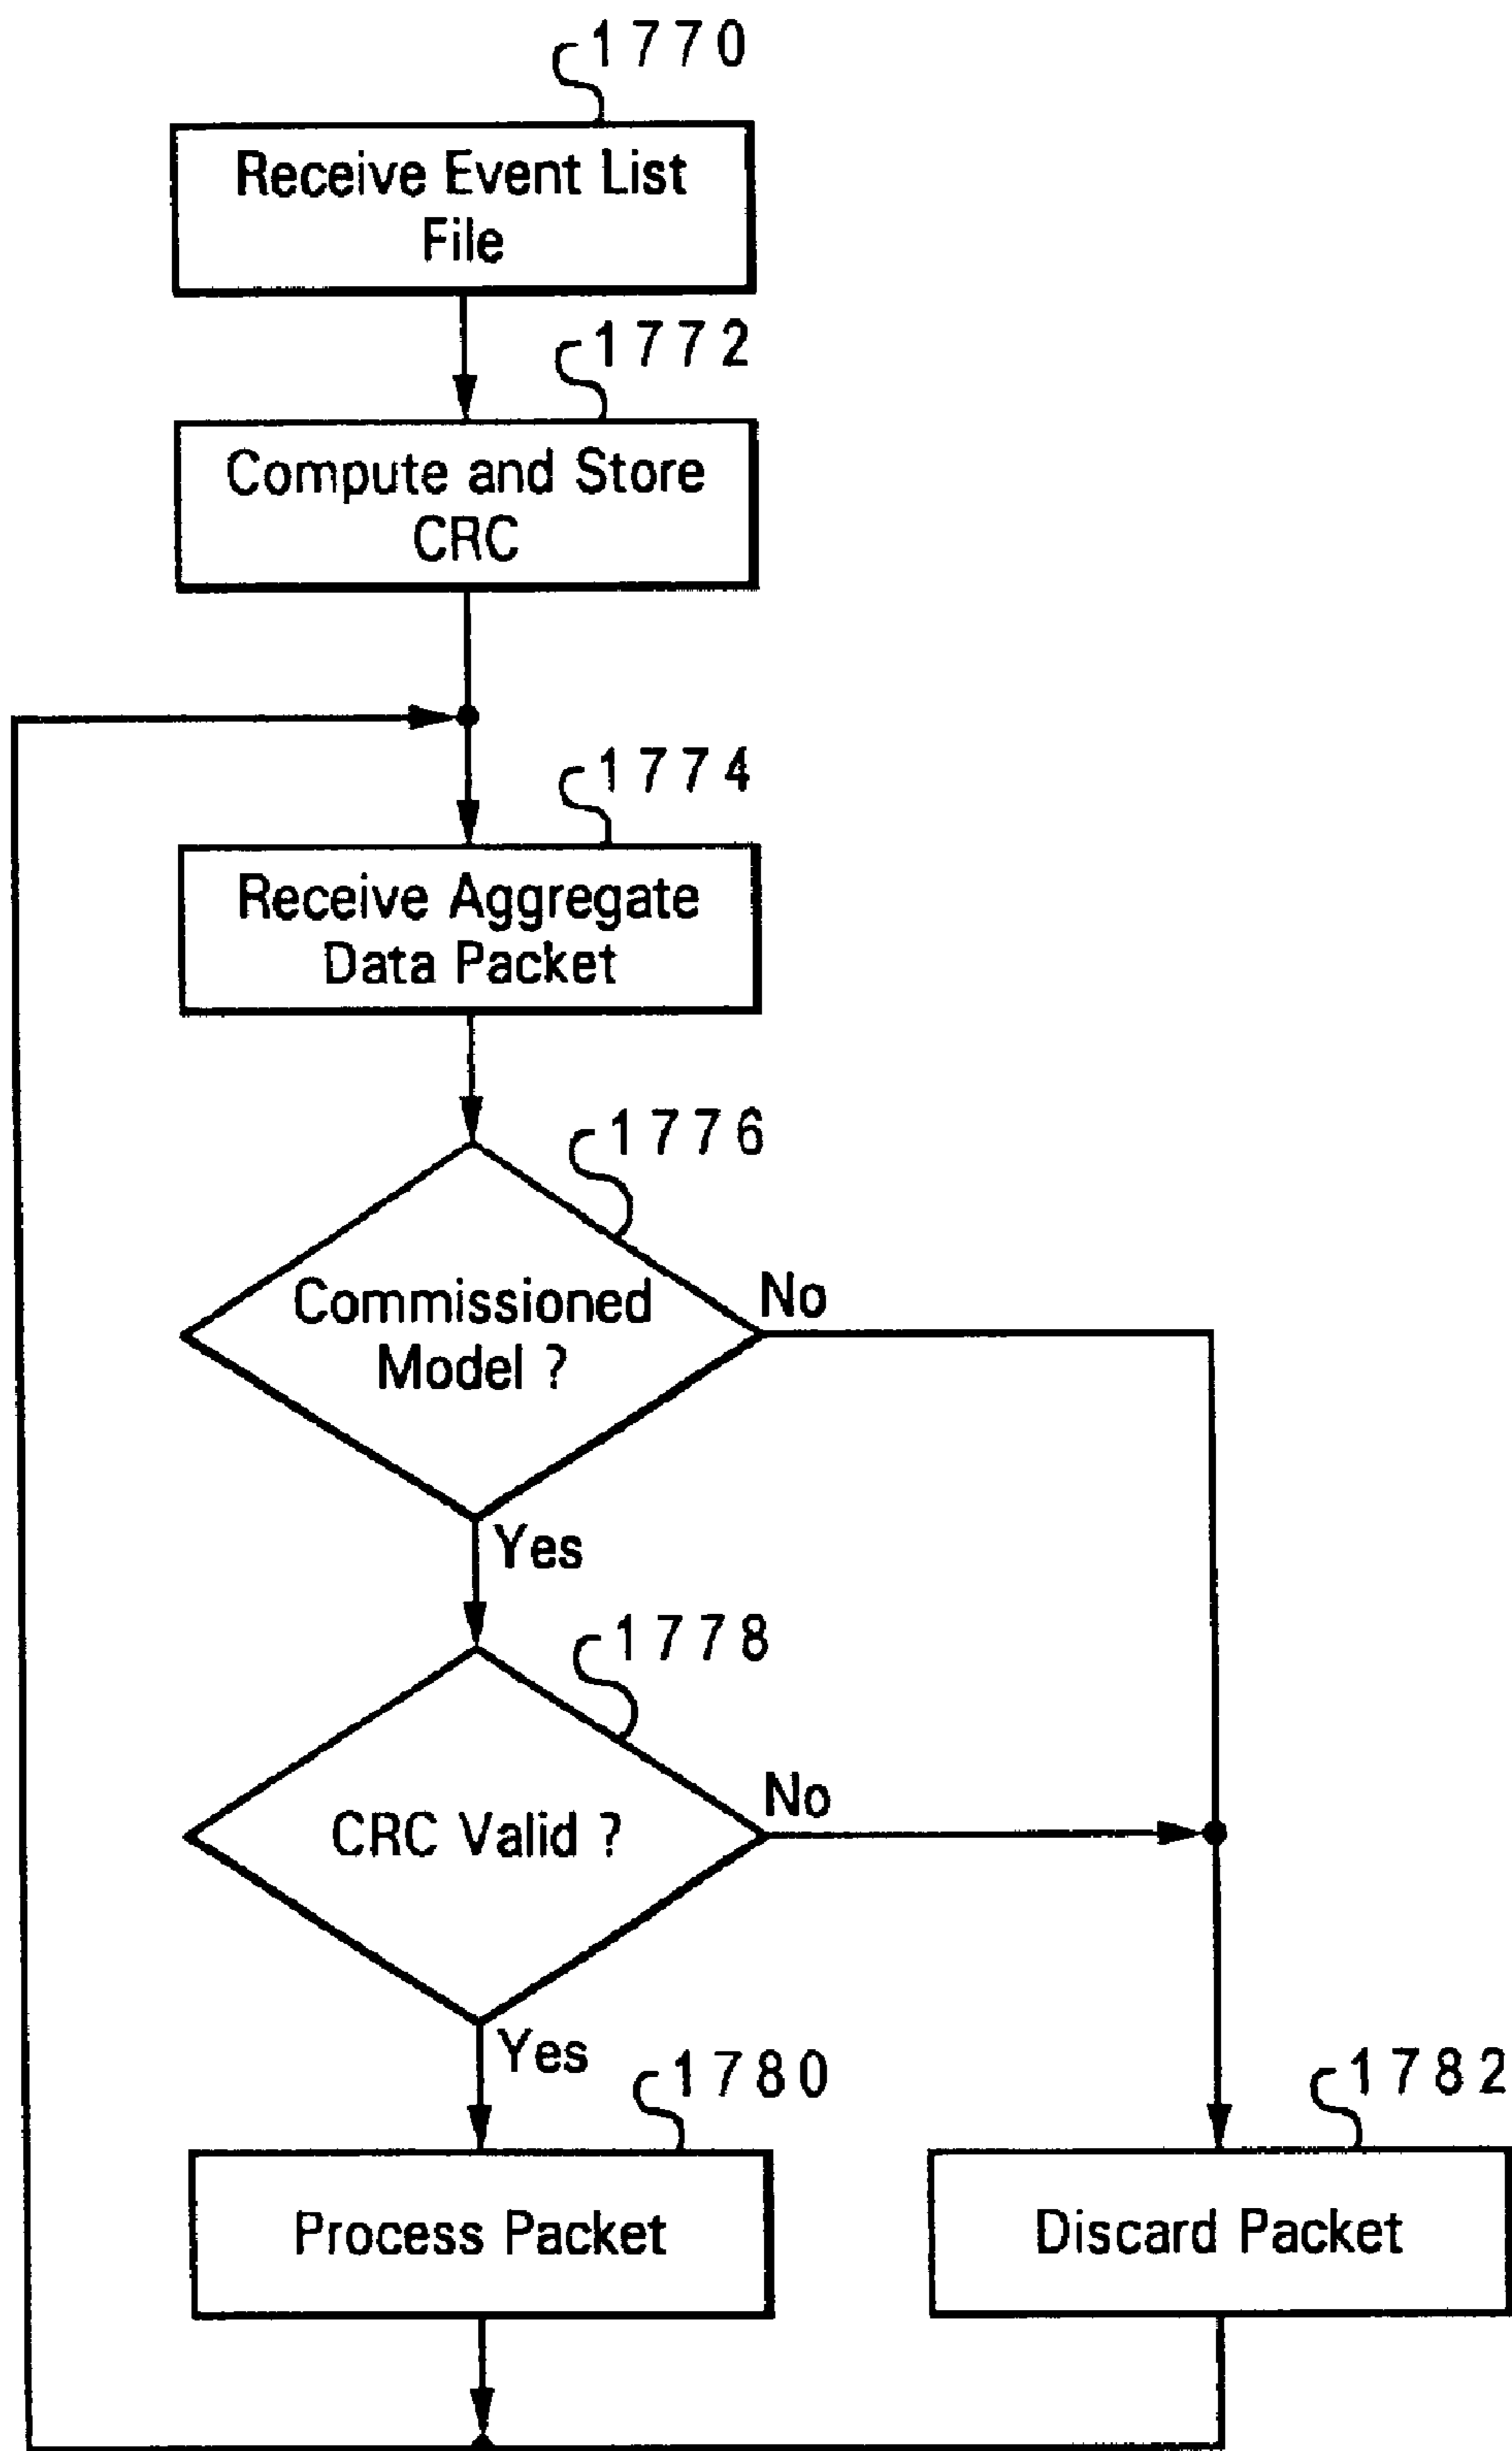 1770
Receive Event List
File
1772
Compute and Store
CRC
1774
Receive Aggregate
Data Packet
1776
Commissioned
Model ?
No
Yes
1778
CRC Valid ?
No
Yes
1780
Process Packet
1782
Discard Packet